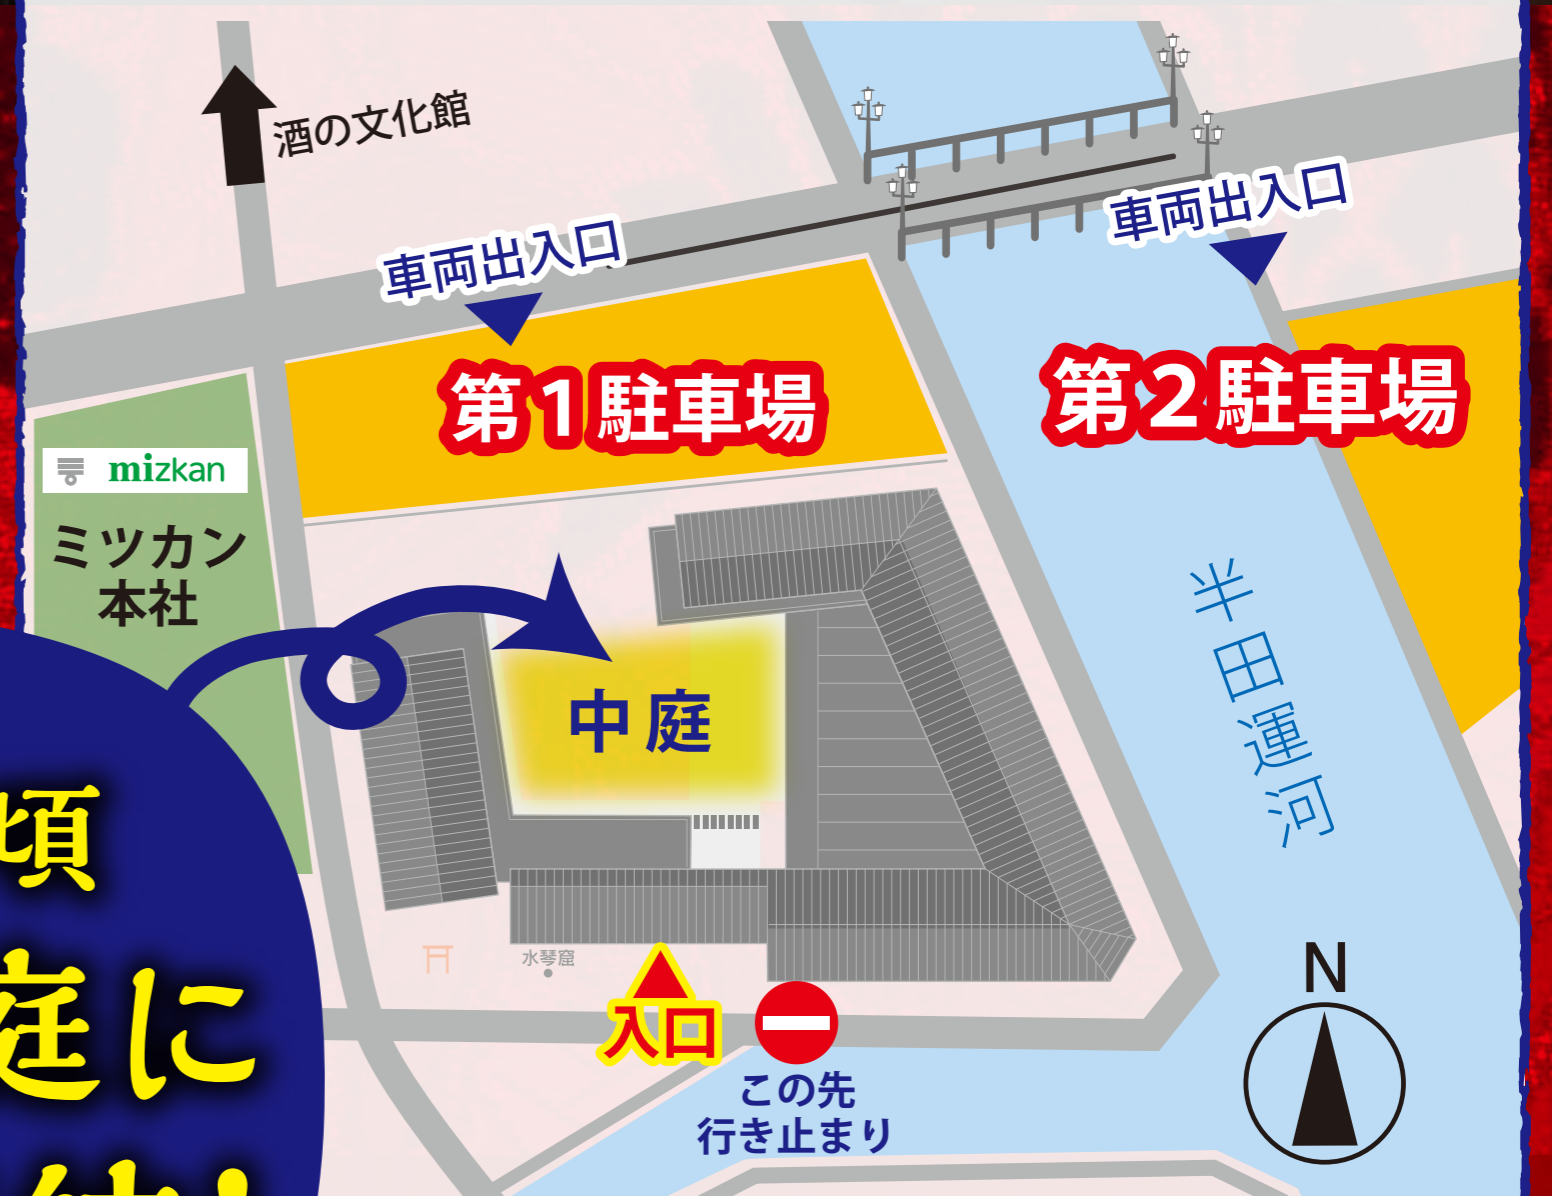 酒の文化館
車両出入口
車両出入口
第1駐車場
第2駐車場
mizkan
ミツカン
本社
半田運河
中庭
頃
庭に
水琴窟
入口
この先
行き止まり
N